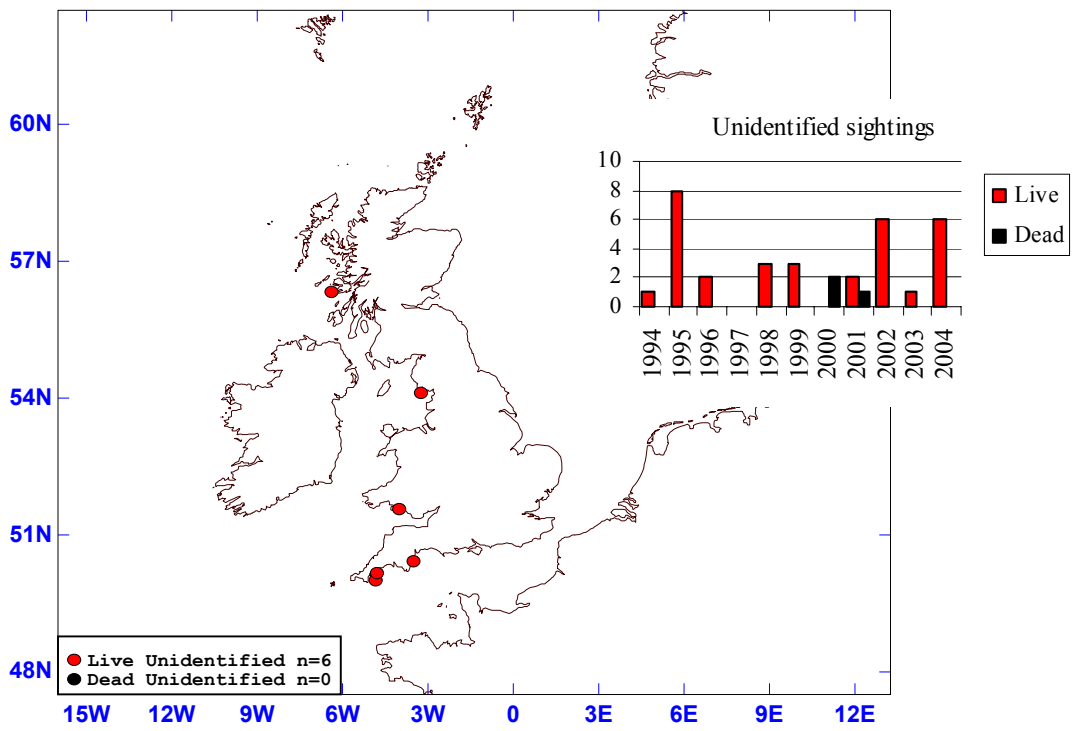 60N
57N
54N
51N
48N
15W 12W 9W 6W 3W 0 3E 6E 9E 12E
Live Unidentified n=6
Dead Unidentified n=0
Unidentified sightings
10
8
6
4
2
0
1994 1995 1996 1997 1998 1999 2000 2001 2002 2003 2004
Live
Dead